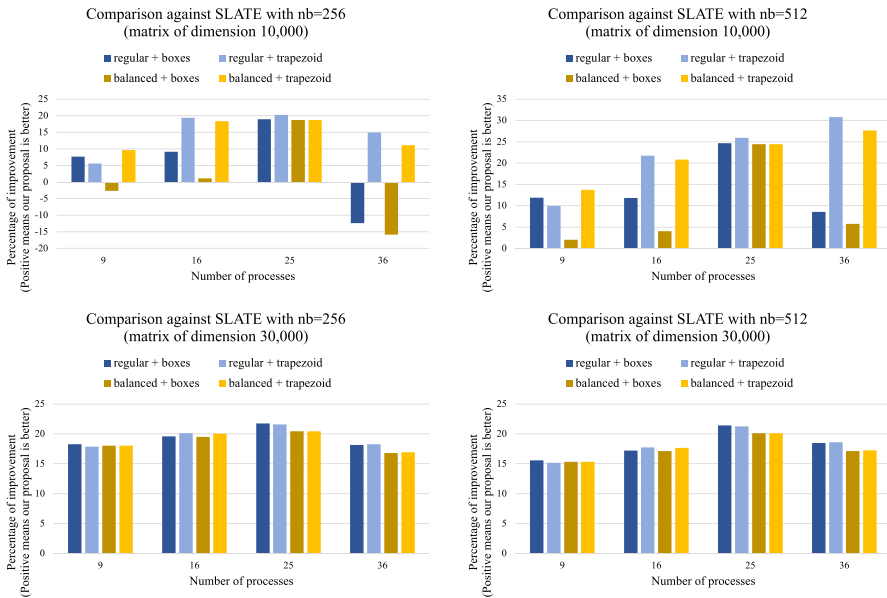 Comparison against SLATE with nb=256
(matrix of dimension 10,000)
regular + boxes
regular + trapezoid
balanced + boxes
balanced + trapezoid
Percentage of improvement
(Positive means our proposal is better)
25
20
15
10
5
0
-5
-10
-15
-20
9
16
25
36
Number of processes
Comparison against SLATE with nb=512
(matrix of dimension 10,000)
regular + boxes
regular + trapezoid
balanced + boxes
balanced + trapezoid
Percentage of improvement
(Positive means our proposal is better)
35
30
25
20
15
10
5
0
9
16
25
36
Number of processes
Comparison against SLATE with nb=256
(matrix of dimension 30,000)
regular + boxes
regular + trapezoid
balanced + boxes
balanced + trapezoid
Percentage of improvement
(Positive means our proposal is better)
25
20
15
10
5
0
9
16
25
36
Number of processes
Comparison against SLATE with nb=512
(matrix of dimension 30,000)
regular + boxes
regular + trapezoid
balanced + boxes
balanced + trapezoid
Percentage of improvement
(Positive means our proposal is better)
25
20
15
10
5
0
9
16
25
36
Number of processes